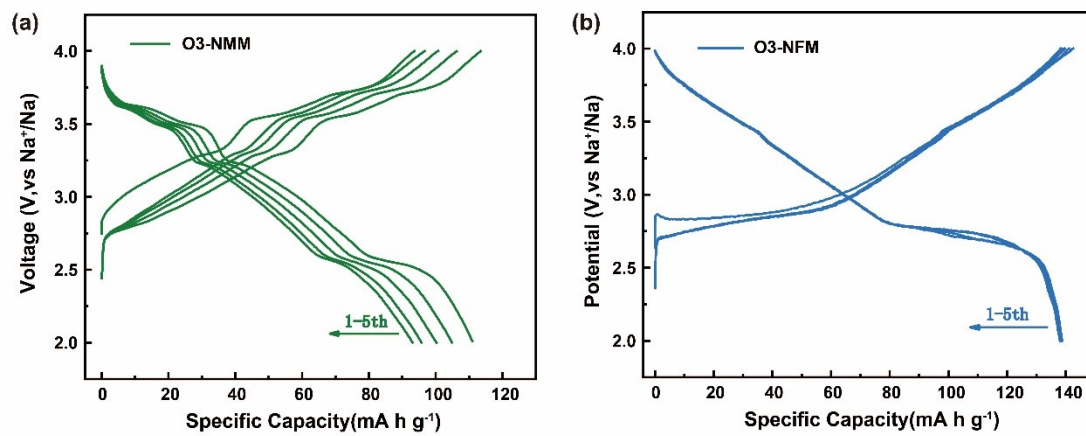 (a)
O3-NMM
Voltage (V,vs Na⁺/Na)
4.0
3.5
3.0
2.5
2.0
1-5th
0 20 40 60 80 100 120
Specific Capacity(mA h g⁻¹)
(b)
O3-NFM
Potential (V,vs Na⁺/Na)
4.0
3.5
3.0
2.5
2.0
1-5th
0 20 40 60 80 100 120 140
Specific Capacity(mA h g⁻¹)